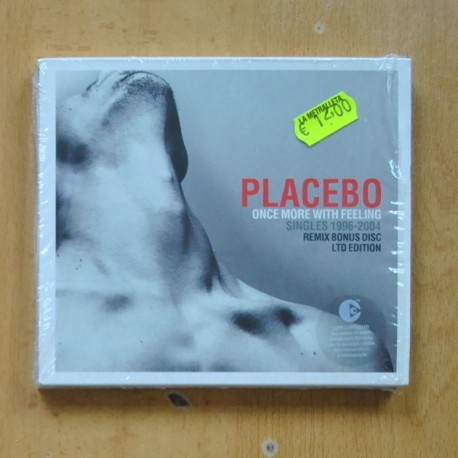 LA METRALLETA
€ 12.00
PLACEBO
ONCE MORE WITH FEELING
SINGLES 1996-2004
REMIX BONUS DISC
LTD EDITION